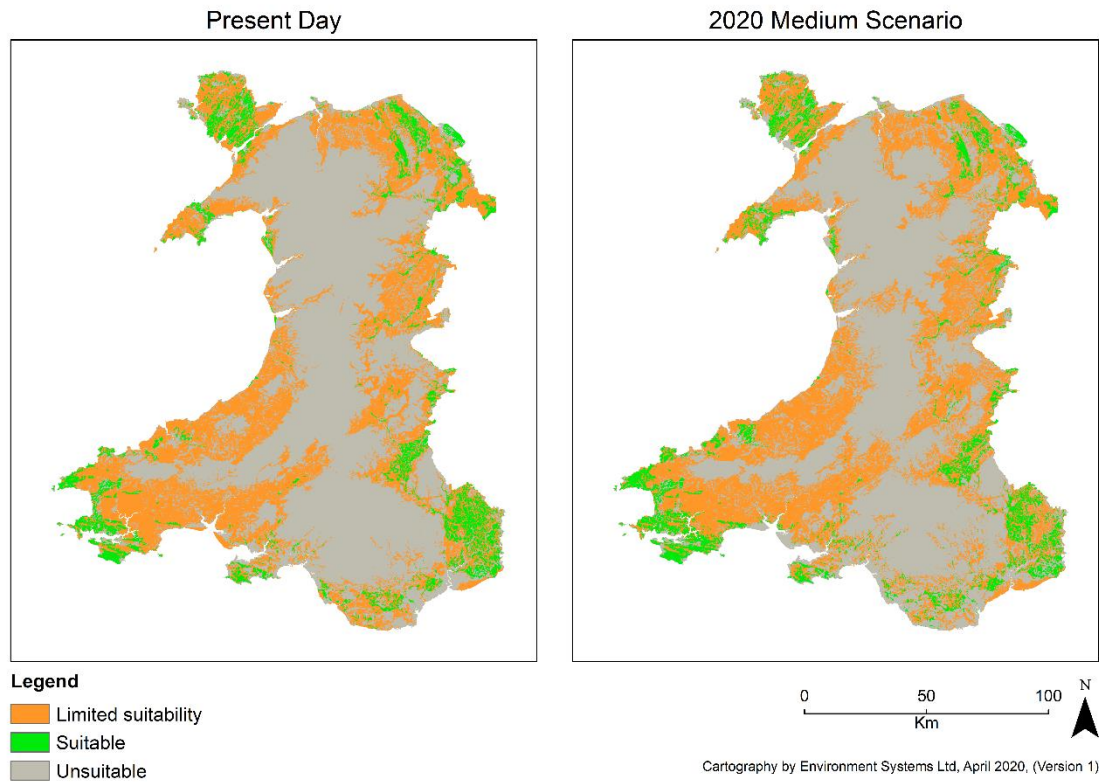 Present Day
2020 Medium Scenario
Legend
Limited suitability
Suitable
Unsuitable
0 50 100
Km
N
Cartography by Environment Systems Ltd, April 2020, (Version 1)